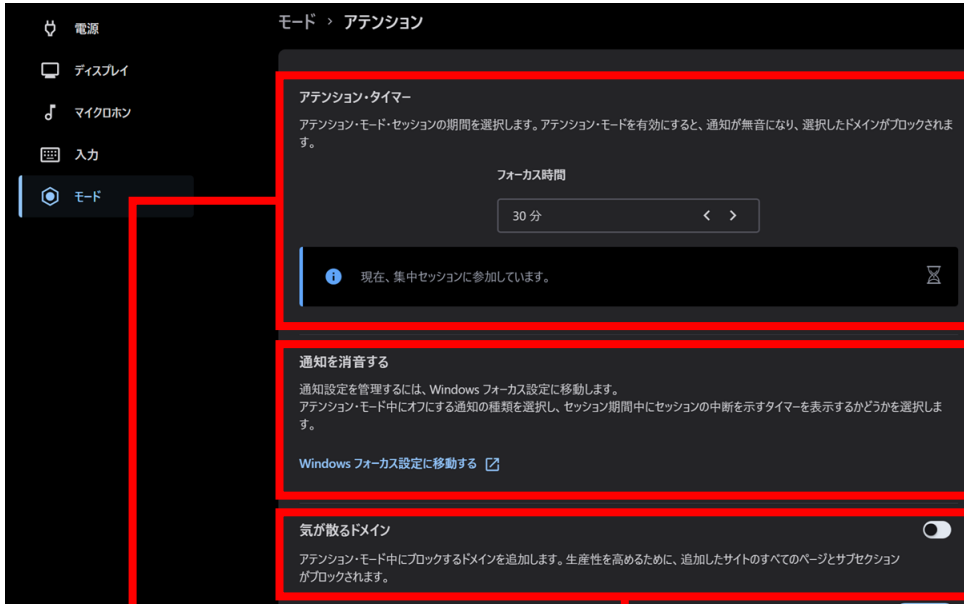 電源
ディスプレイ
マイクロホン
入力
モード
モード > アテンション
アテンション・タイマー
アテンション・モード・セッションの期間を選択します。アテンション・モードを有効にすると、通知が無音になり、選択したドメインがブロックされま
す。
フォーカス時間
30 分
現在、集中セッションに参加しています。
通知を消音する
通知設定を管理するには、Windows フォーカス設定に移動します。
アテンション・モード中にオフにする通知の種類を選択し、セッション期間中にセッションの中断を示すタイマーを表示するかどうかを選択しま
す。
Windows フォーカス設定に移動する
気が散るドメイン
アテンション・モード中にブロックするドメインを追加します。生産性を高めるために、追加したサイトのすべてのページとサブセクション
がブロックされます。